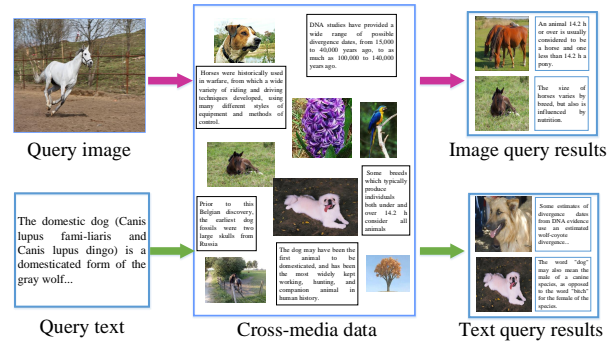 Query image
The domestic dog (Canis
lupus fami-liaris and
Canis lupus dingo) is a
domesticated form of the
gray wolf...
Query text
DNA studies have provided a
wide range of possible
divergence dates, from 15,000
to 40,000 years ago, to as
much as 100,000 to 140,000
years ago.
Horses were historically used
in warfare, from which a wide
variety of riding and driving
techniques developed, using
many different styles of
equipment and methods of
control.
Some breeds
which typically
produce
individuals
both under and
over 14.2 h
consider all
animals
Prior to this
Belgian discovery,
the earliest dog
fossils were two
large skulls from
Russia
The dog may have been the
first animal to be
domesticated, and has been
the most widely kept
working, hunting, and
companion animal in
human history.
Cross-media data
An animal 14.2 h
or over is usually
considered to be
a horse and one
less than 14.2 h a
pony.
The size of
horses varies by
breed, but also is
influenced by
nutrition.
Image query results
Some estimates of
divergence dates
from DNA evidence
use an estimated
wolf-coyote
divergence...
The word "dog"
may also mean the
male of a canine
species, as opposed
to the word "bitch"
for the female of the
species.
Text query results